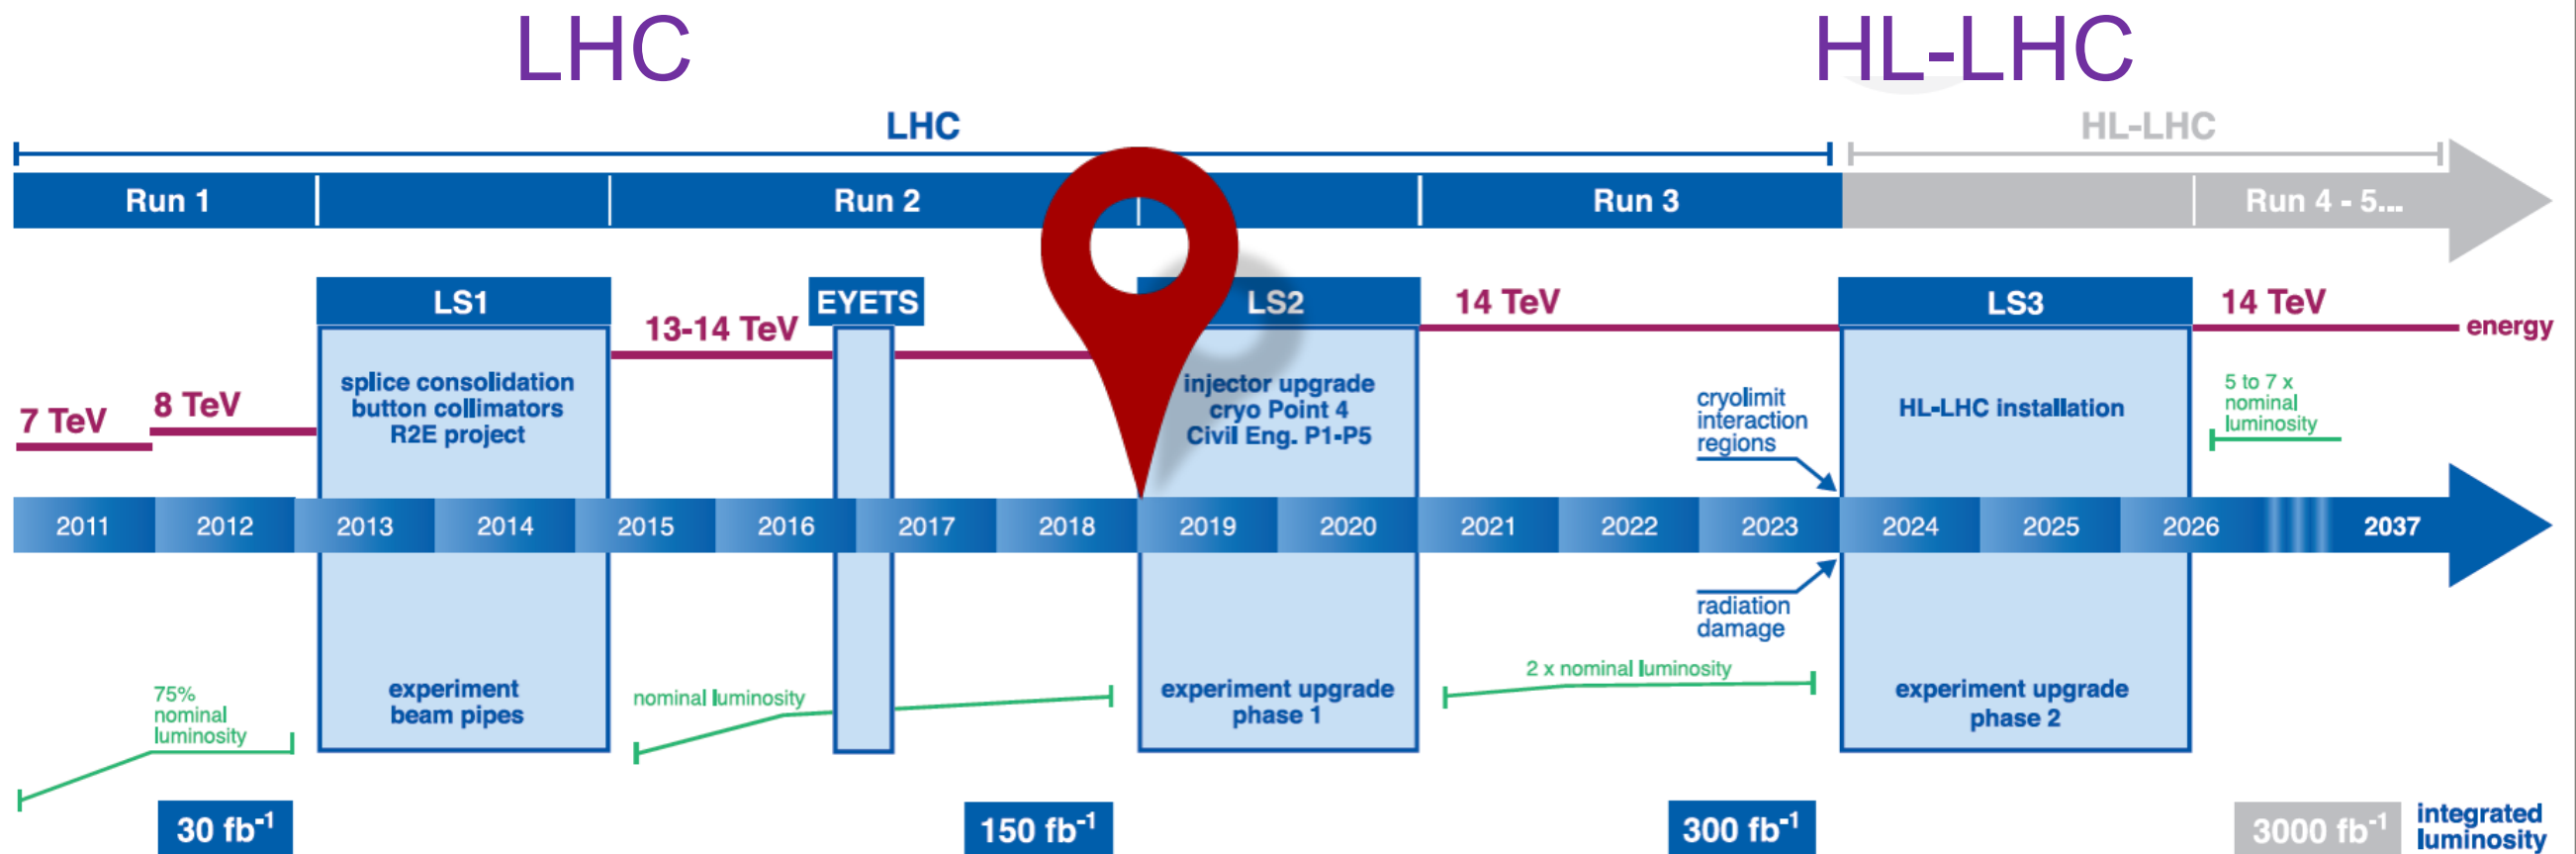 LHC
HL-LHC
LHC
HL-LHC
Run 1
Run 2
Run 3
Run 4 - 5...
LS1
EYETS
LS2
LS3
7 TeV
8 TeV
13-14 TeV
14 TeV
14 TeV
energy
splice consolidation
button collimators
R2E project
injector upgrade
cryo Point 4
Civil Eng. P1-P5
cryolimit
interaction
regions
HL-LHC installation
5 to 7 x
nominal
luminosity
2011
2012
2013
2014
2015
2016
2017
2018
2019
2020
2021
2022
2023
2024
2025
2026
2037
radiation
damage
75%
nominal
luminosity
experiment
beam pipes
nominal luminosity
experiment upgrade
phase 1
2 x nominal luminosity
experiment upgrade
phase 2
30 fb⁻¹
150 fb⁻¹
300 fb⁻¹
3000 fb⁻¹
integrated
luminosity